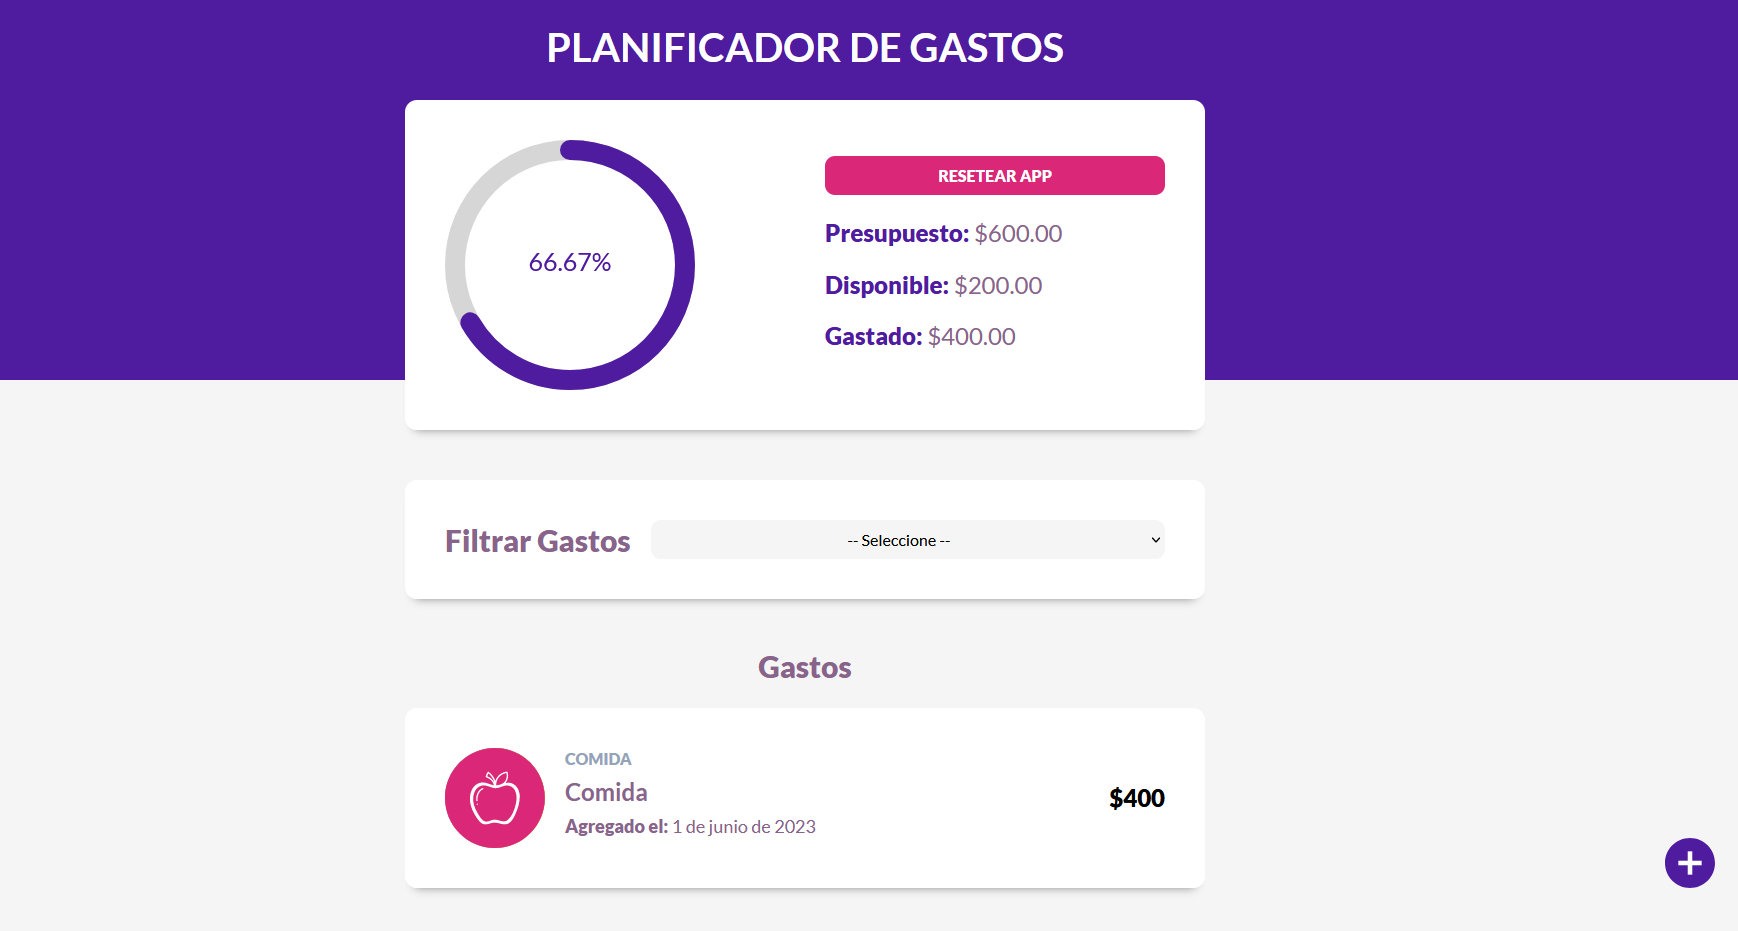 PLANIFICADOR DE GASTOS
66.67%
RESETEAR APP
Presupuesto: $600.00
Disponible: $200.00
Gastado: $400.00
Filtrar Gastos
-- Seleccione --
Gastos
COMIDA
Comida
Agregado el: 1 de junio de 2023
$400